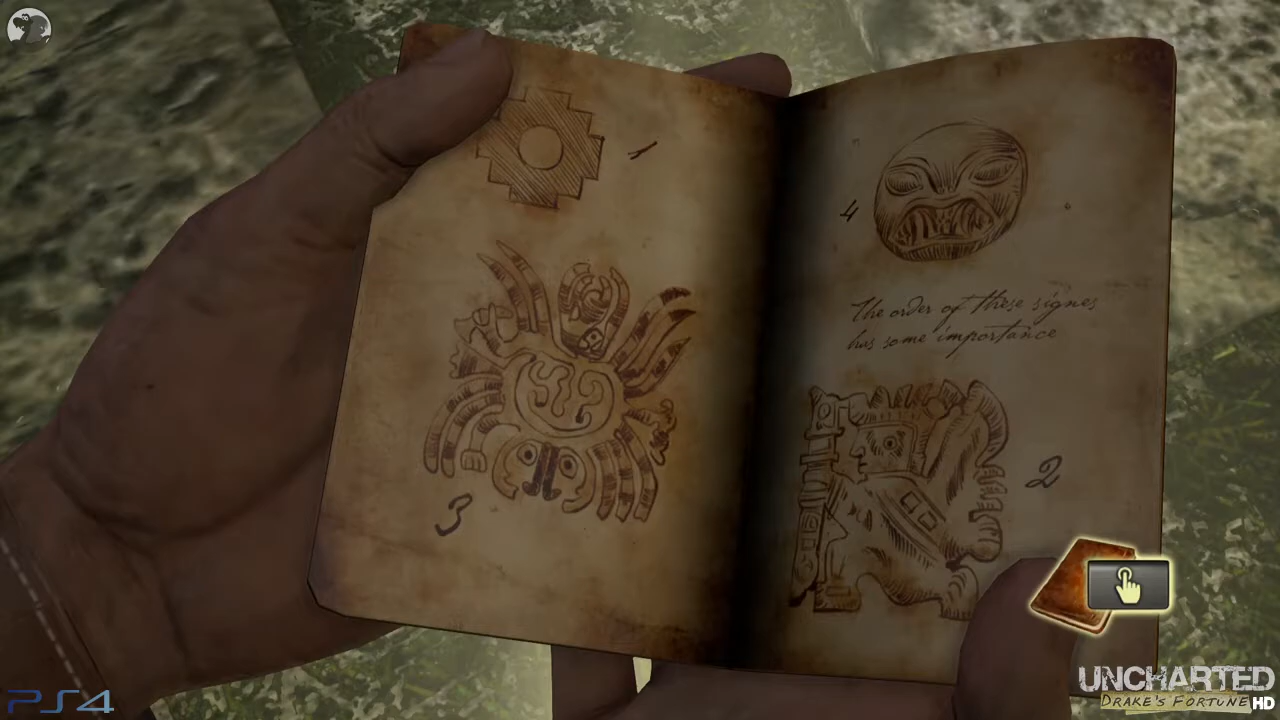 1
3
4
The order of these signes
has some importance
2
PS4
UNCHARTED
DRAKE'S FORTUNE HD